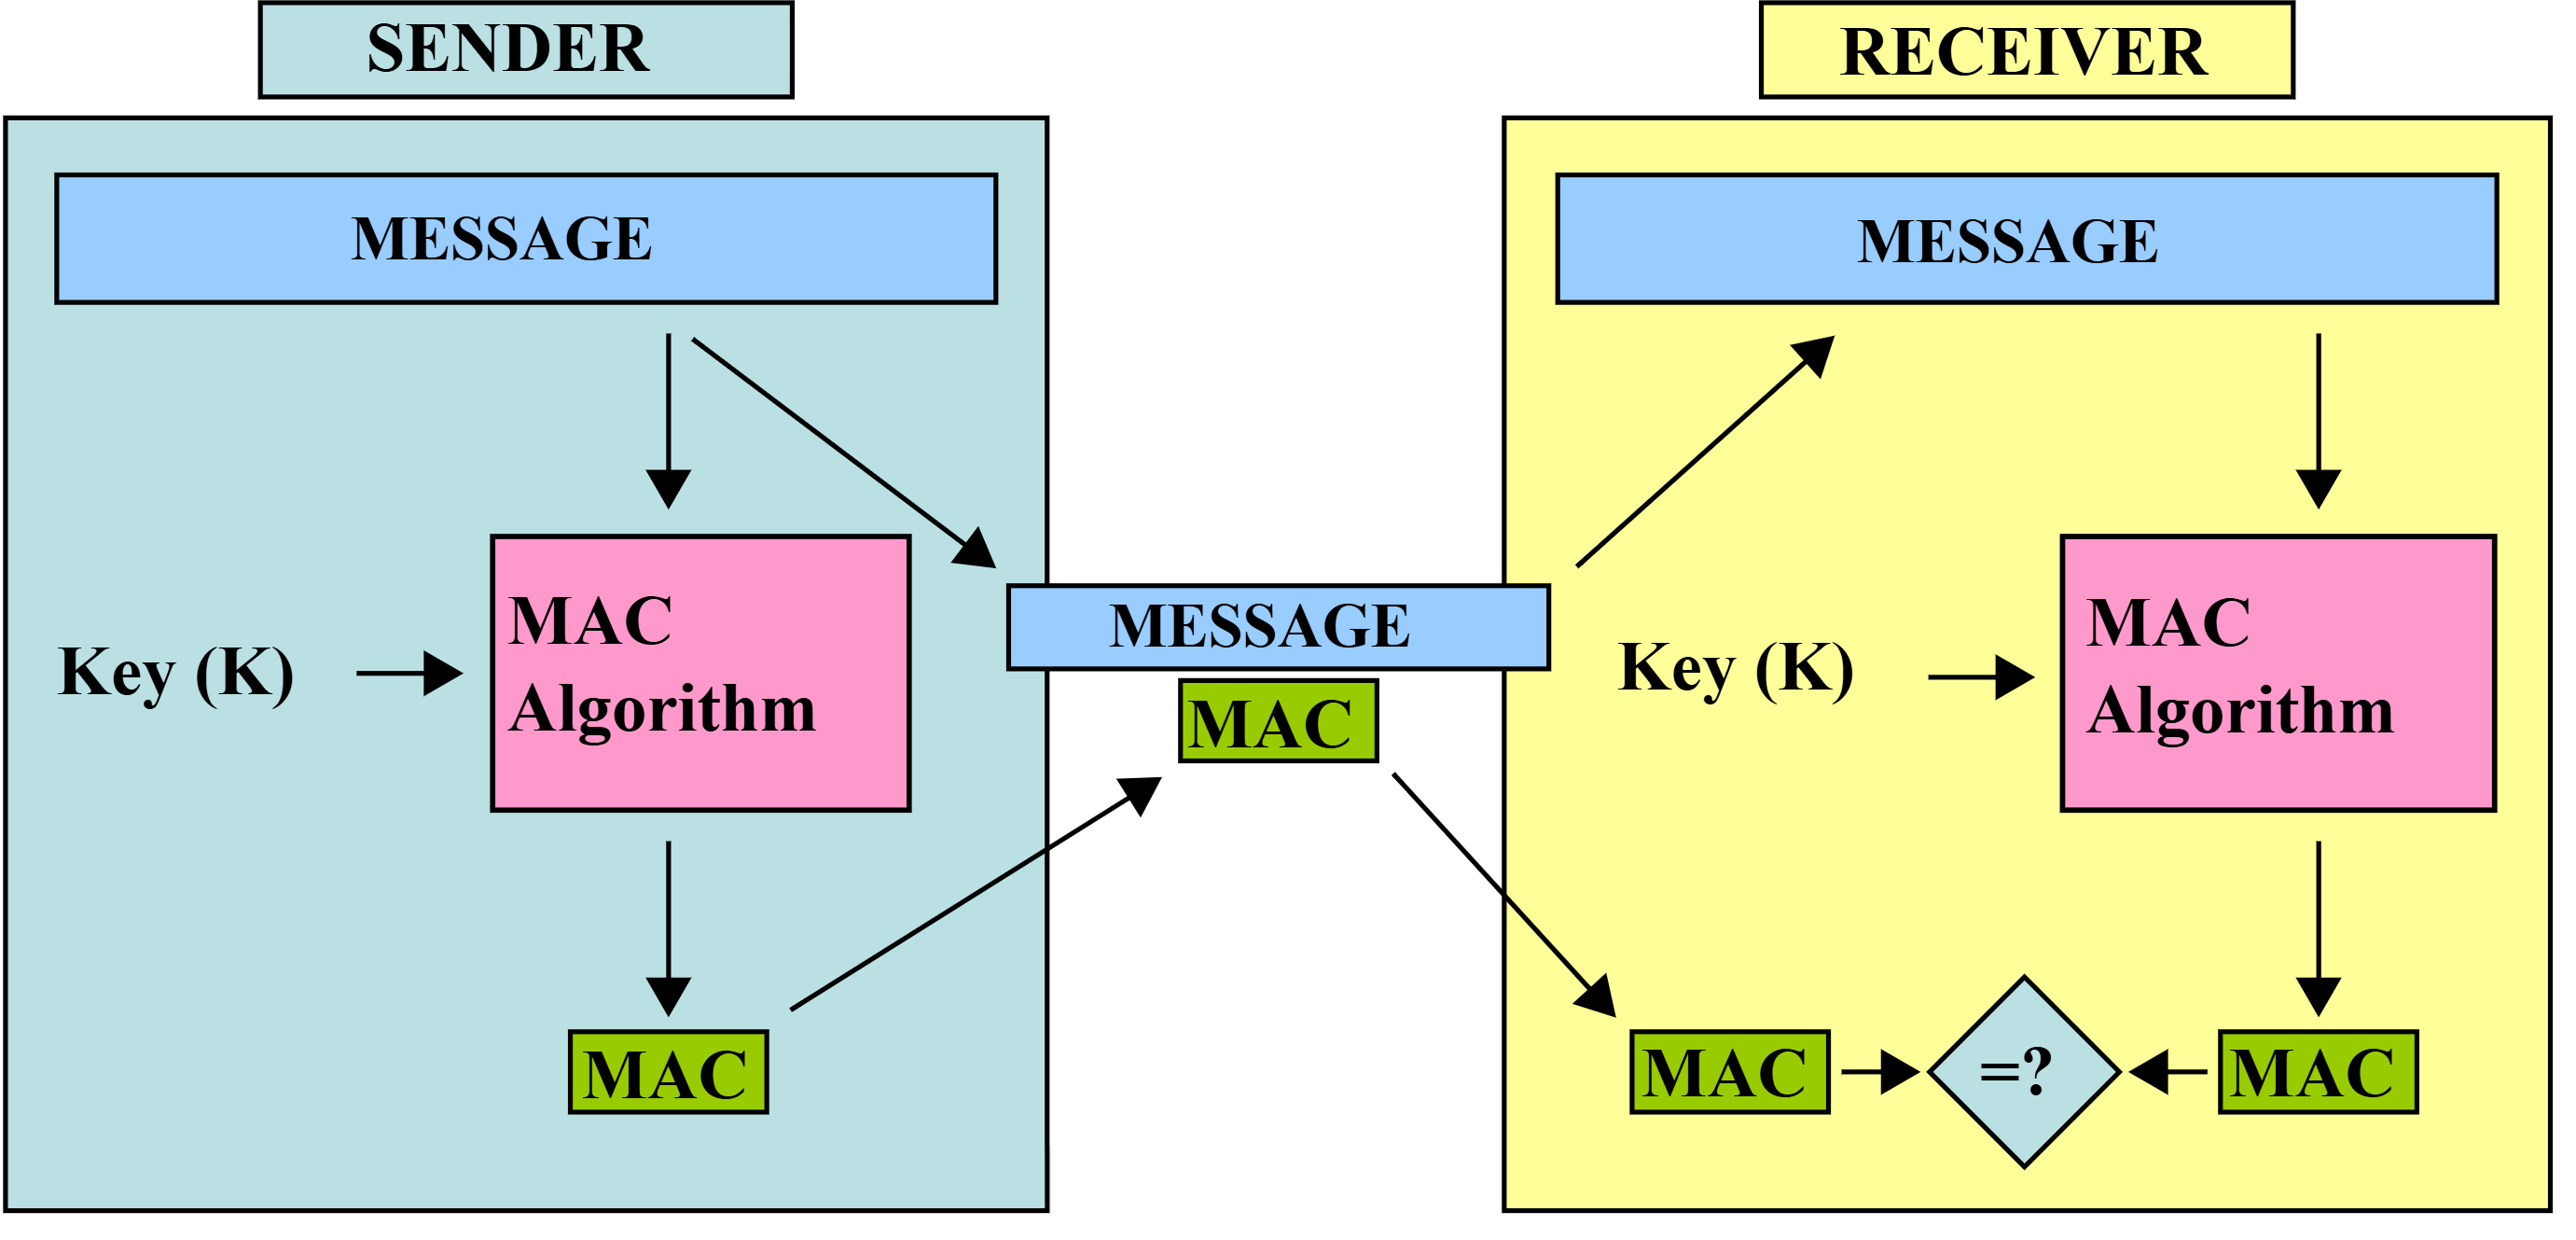 SENDER
MESSAGE
Key (K)
MAC
Algorithm
MAC
MESSAGE
MAC
RECEIVER
MESSAGE
Key (K)
MAC
Algorithm
MAC
=?
MAC